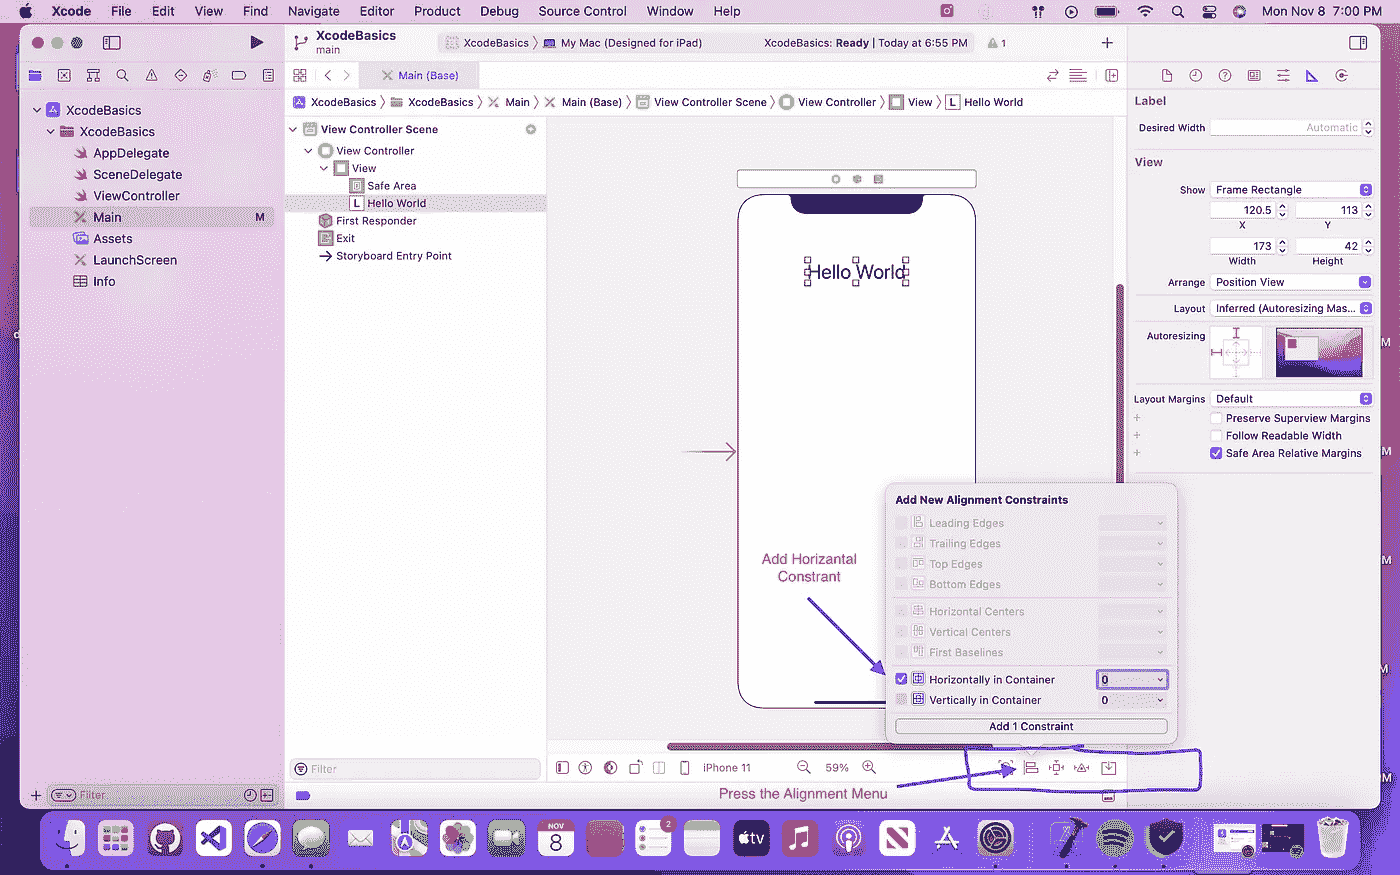 Xcode File Edit View Find Navigate Editor Product Debug Source Control Window Help Mon Nov 8 7:00 PM
XcodeBasics
main
XcodeBasics My Mac (Designed for iPad) XcodeBasics: Ready | Today at 6:55 PM 1
Main (Base)
XcodeBasics XcodeBasics Main Main (Base) View Controller Scene View Controller View L Hello World
XcodeBasics
XcodeBasics
AppDelegate
SceneDelegate
ViewController
Main M
Assets
LaunchScreen
Info
Filter
View Controller Scene
View Controller
View
Safe Area
L Hello World
First Responder
Exit
Storyboard Entry Point
Filter
Hello World
Add Horizantal
Constrant
Add New Alignment Constraints
Leading Edges
Trailing Edges
Top Edges
Bottom Edges
Horizontal Centers
Vertical Centers
First Baselines
Horizontally in Container 0
Vertically in Container 0
Add 1 Constraint
iPhone 11 59%
Press the Alignment Menu
Label
Desired Width Automatic
View
Show Frame Rectangle
120.5 113
X Y
173 42
Width Height
Arrange Position View
Layout Inferred (Autoresizing Mas...
Autoresizing
Layout Margins Default
Preserve Superview Margins
Follow Readable Width
Safe Area Relative Margins
NOV
8
2
tv